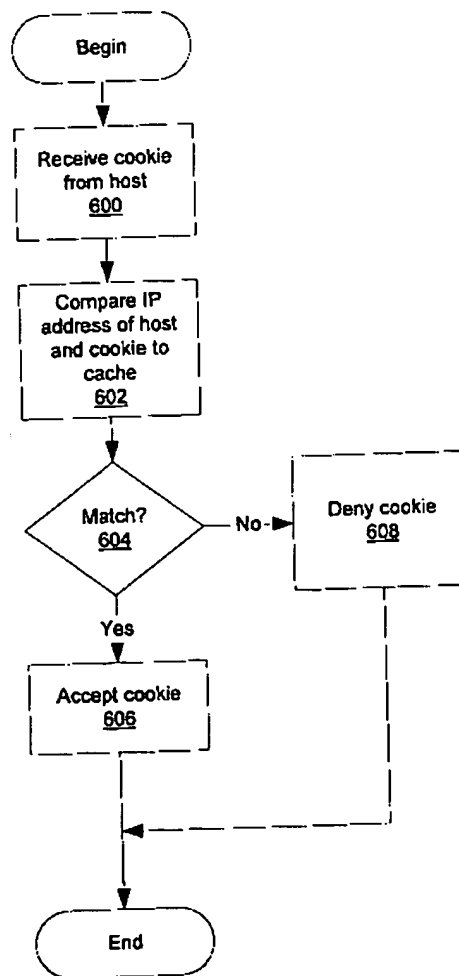 Begin
Receive cookie
from host
600
Compare IP
address of host
and cookie to
cache
602
Match?
604
No
Deny cookie
608
Yes
Accept cookie
606
End